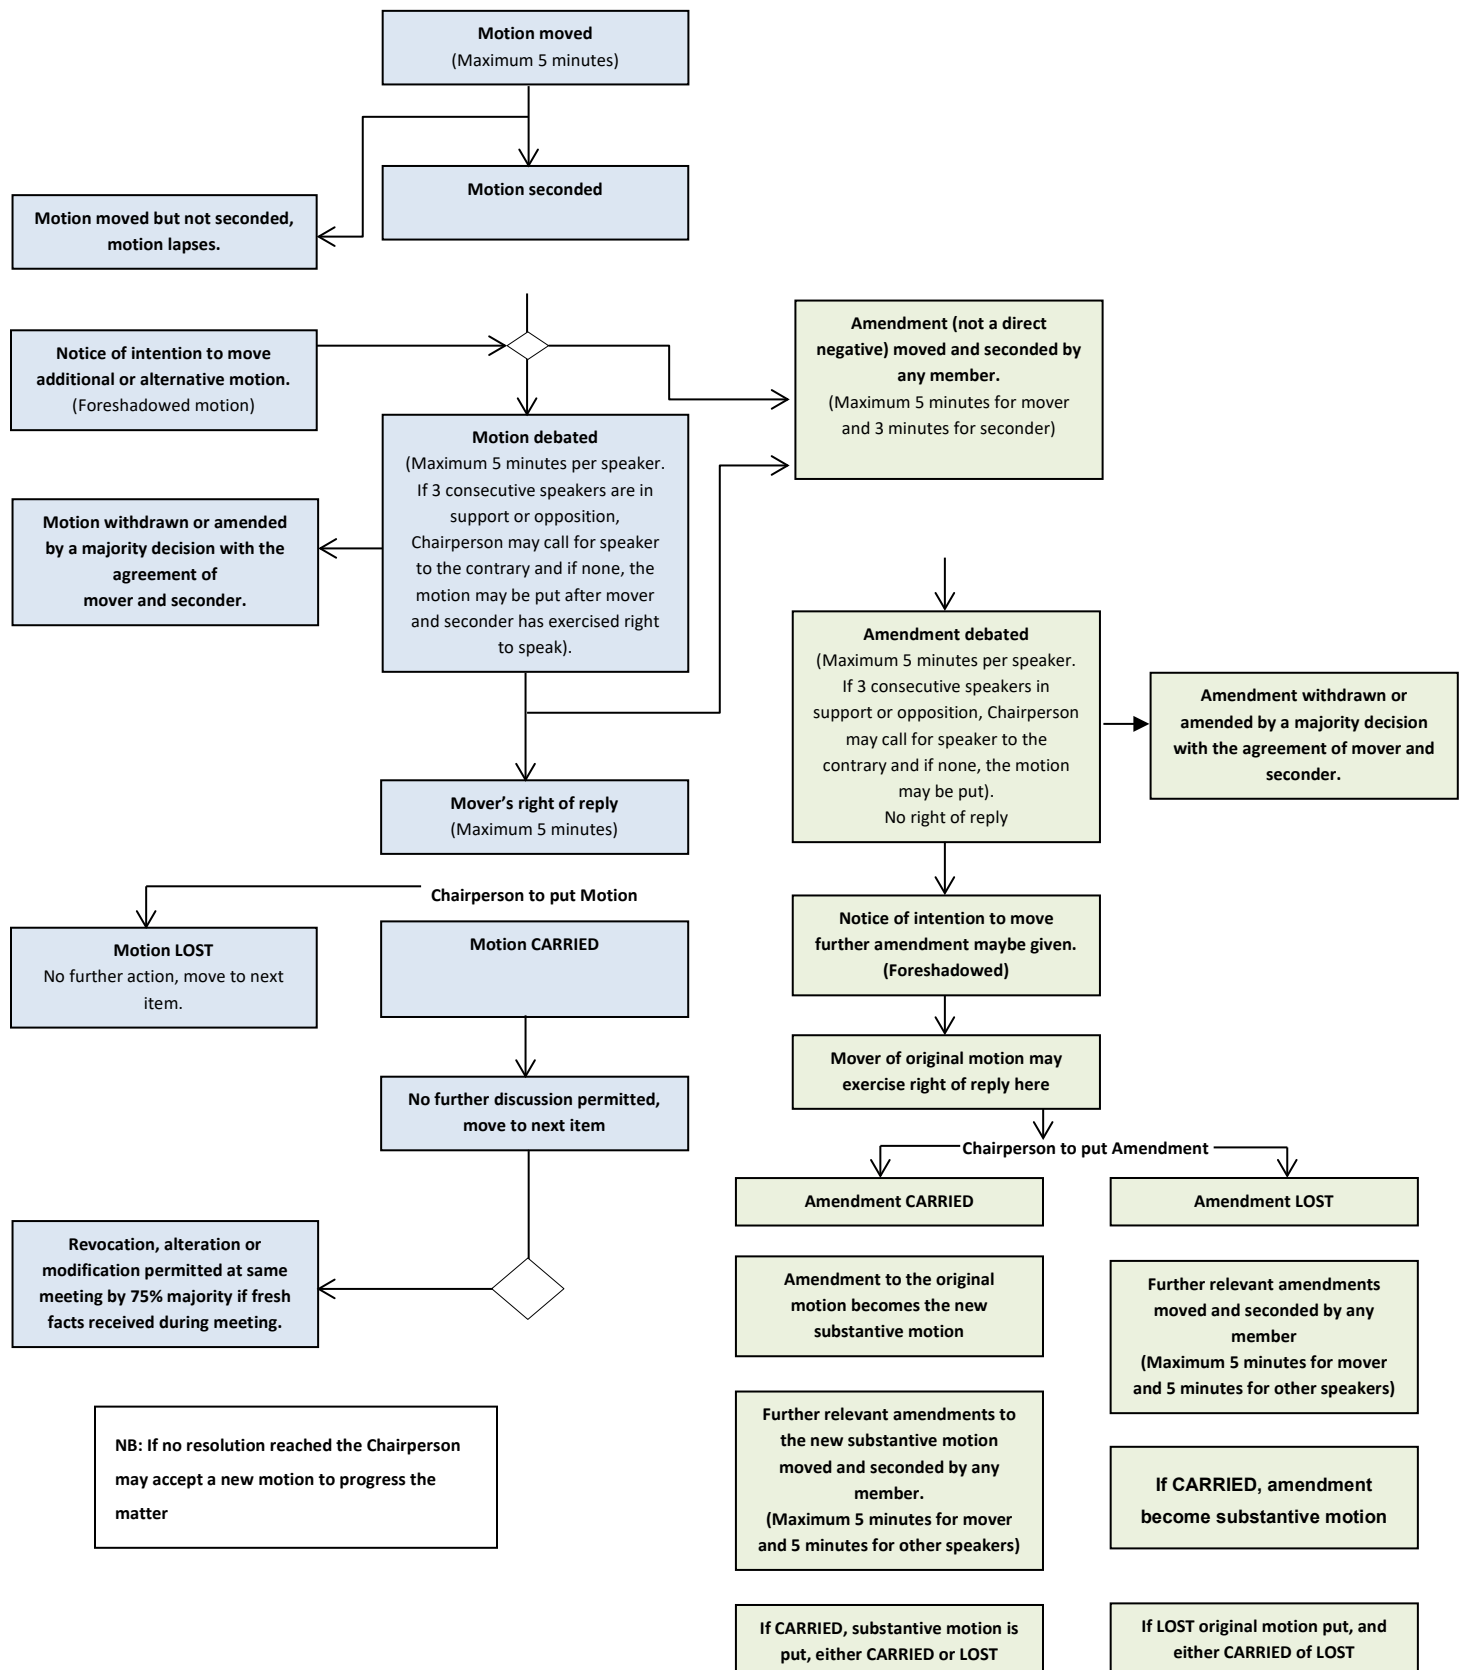 Motion moved
(Maximum 5 minutes)
Motion seconded
Motion moved but not seconded,
motion lapses.
Notice of intention to move
additional or alternative motion.
(Foreshadowed motion)
Amendment (not a direct
negative) moved and seconded by
any member.
(Maximum 5 minutes for mover
and 3 minutes for seconder)
Motion debated
(Maximum 5 minutes per speaker.
If 3 consecutive speakers are in
support or opposition,
Chairperson may call for speaker
to the contrary and if none, the
motion may be put after mover
and seconder has exercised right
to speak).
Motion withdrawn or amended
by a majority decision with the
agreement of
mover and seconder.
Amendment debated
(Maximum 5 minutes per speaker.
If 3 consecutive speakers in
support or opposition, Chairperson
may call for speaker to the
contrary and if none, the motion
may be put).
No right of reply
Amendment withdrawn or
amended by a majority decision
with the agreement of mover and
seconder.
Mover’s right of reply
(Maximum 5 minutes)
Chairperson to put Motion
Motion LOST
No further action, move to next
item.
Motion CARRIED
Notice of intention to move
further amendment maybe given.
(Foreshadowed)
Mover of original motion may
exercise right of reply here
No further discussion permitted,
move to next item
Chairperson to put Amendment
Amendment CARRIED
Amendment LOST
Revocation, alteration or
modification permitted at same
meeting by 75% majority if fresh
facts received during meeting.
Amendment to the original
motion becomes the new
substantive motion
Further relevant amendments
moved and seconded by any
member
(Maximum 5 minutes for mover
and 5 minutes for other speakers)
NB: If no resolution reached the Chairperson
may accept a new motion to progress the
matter
Further relevant amendments to
the new substantive motion
moved and seconded by any
member.
(Maximum 5 minutes for mover
and 5 minutes for other speakers)
If CARRIED, amendment
become substantive motion
If CARRIED, substantive motion is
put, either CARRIED or LOST
If LOST original motion put, and
either CARRIED of LOST